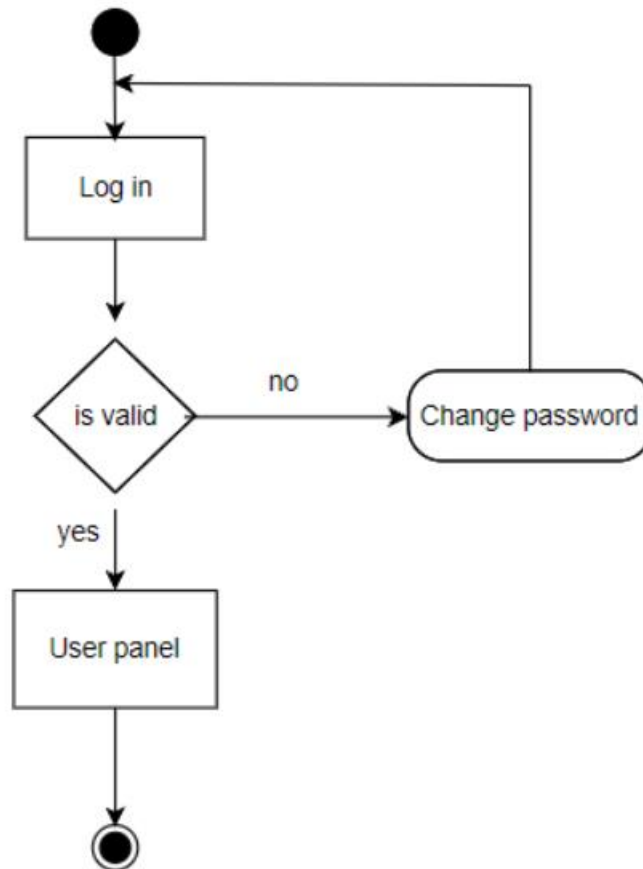 Log in
no
is valid
Change password
yes
User panel